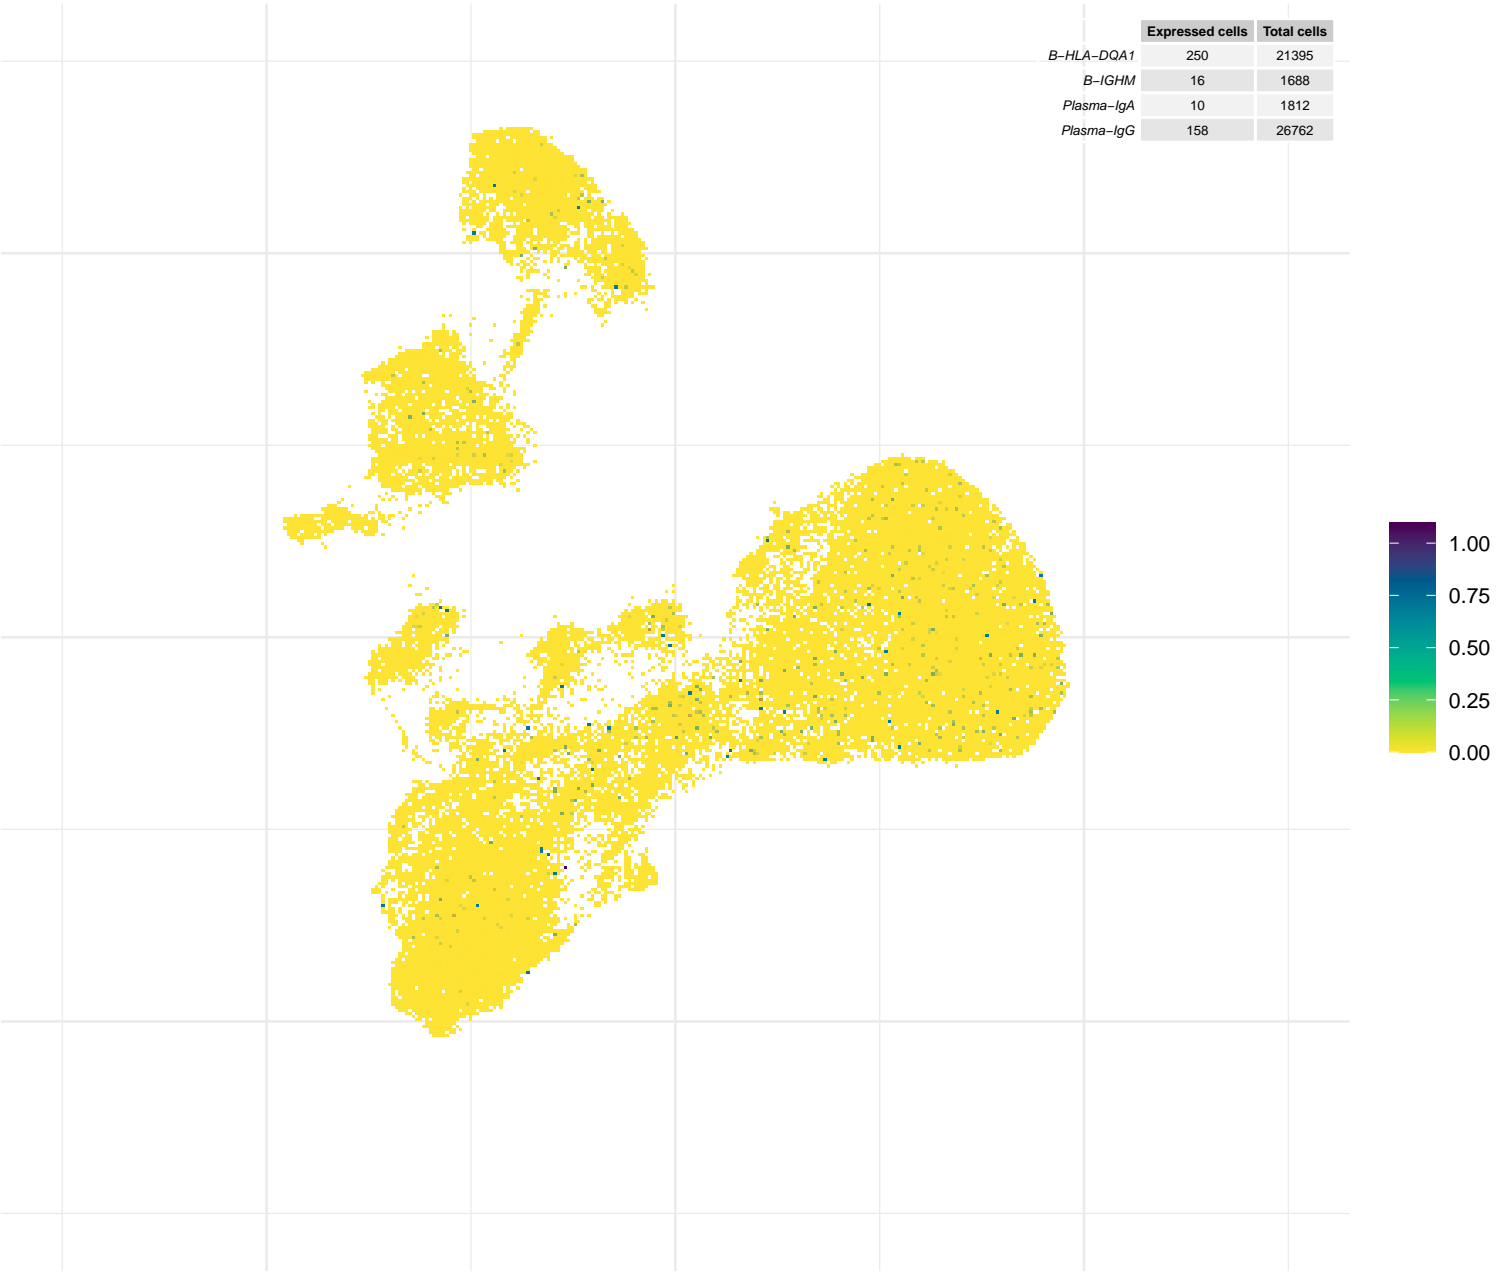 Expressed cells Total cells
B−HLA−DQA1 250 21395
B−IGHM 16 1688
Plasma−IgA 10 1812
Plasma−IgG 158 26762
1.00
0.75
0.50
0.25
0.00